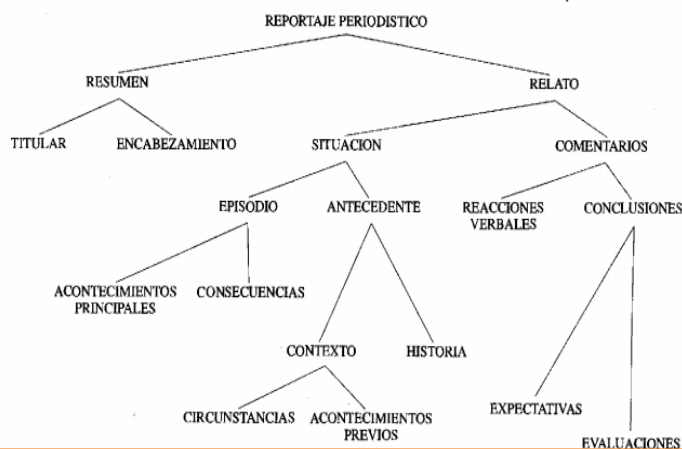 REPORTAJE PERIODISTICO
RESUMEN
RELATO
TITULAR
ENCABEZAMIENTO
SITUACION
COMENTARIOS
EPISODIO
ANTECEDENTE
REACCIONES
VERBALES
CONCLUSIONES
ACONTECIMIENTOS
PRINCIPALES
CONSECUENCIAS
CONTEXTO
HISTORIA
CIRCUNSTANCIAS
ACONTECIMIENTOS
PREVIOS
EXPECTATIVAS
EVALUACIONES